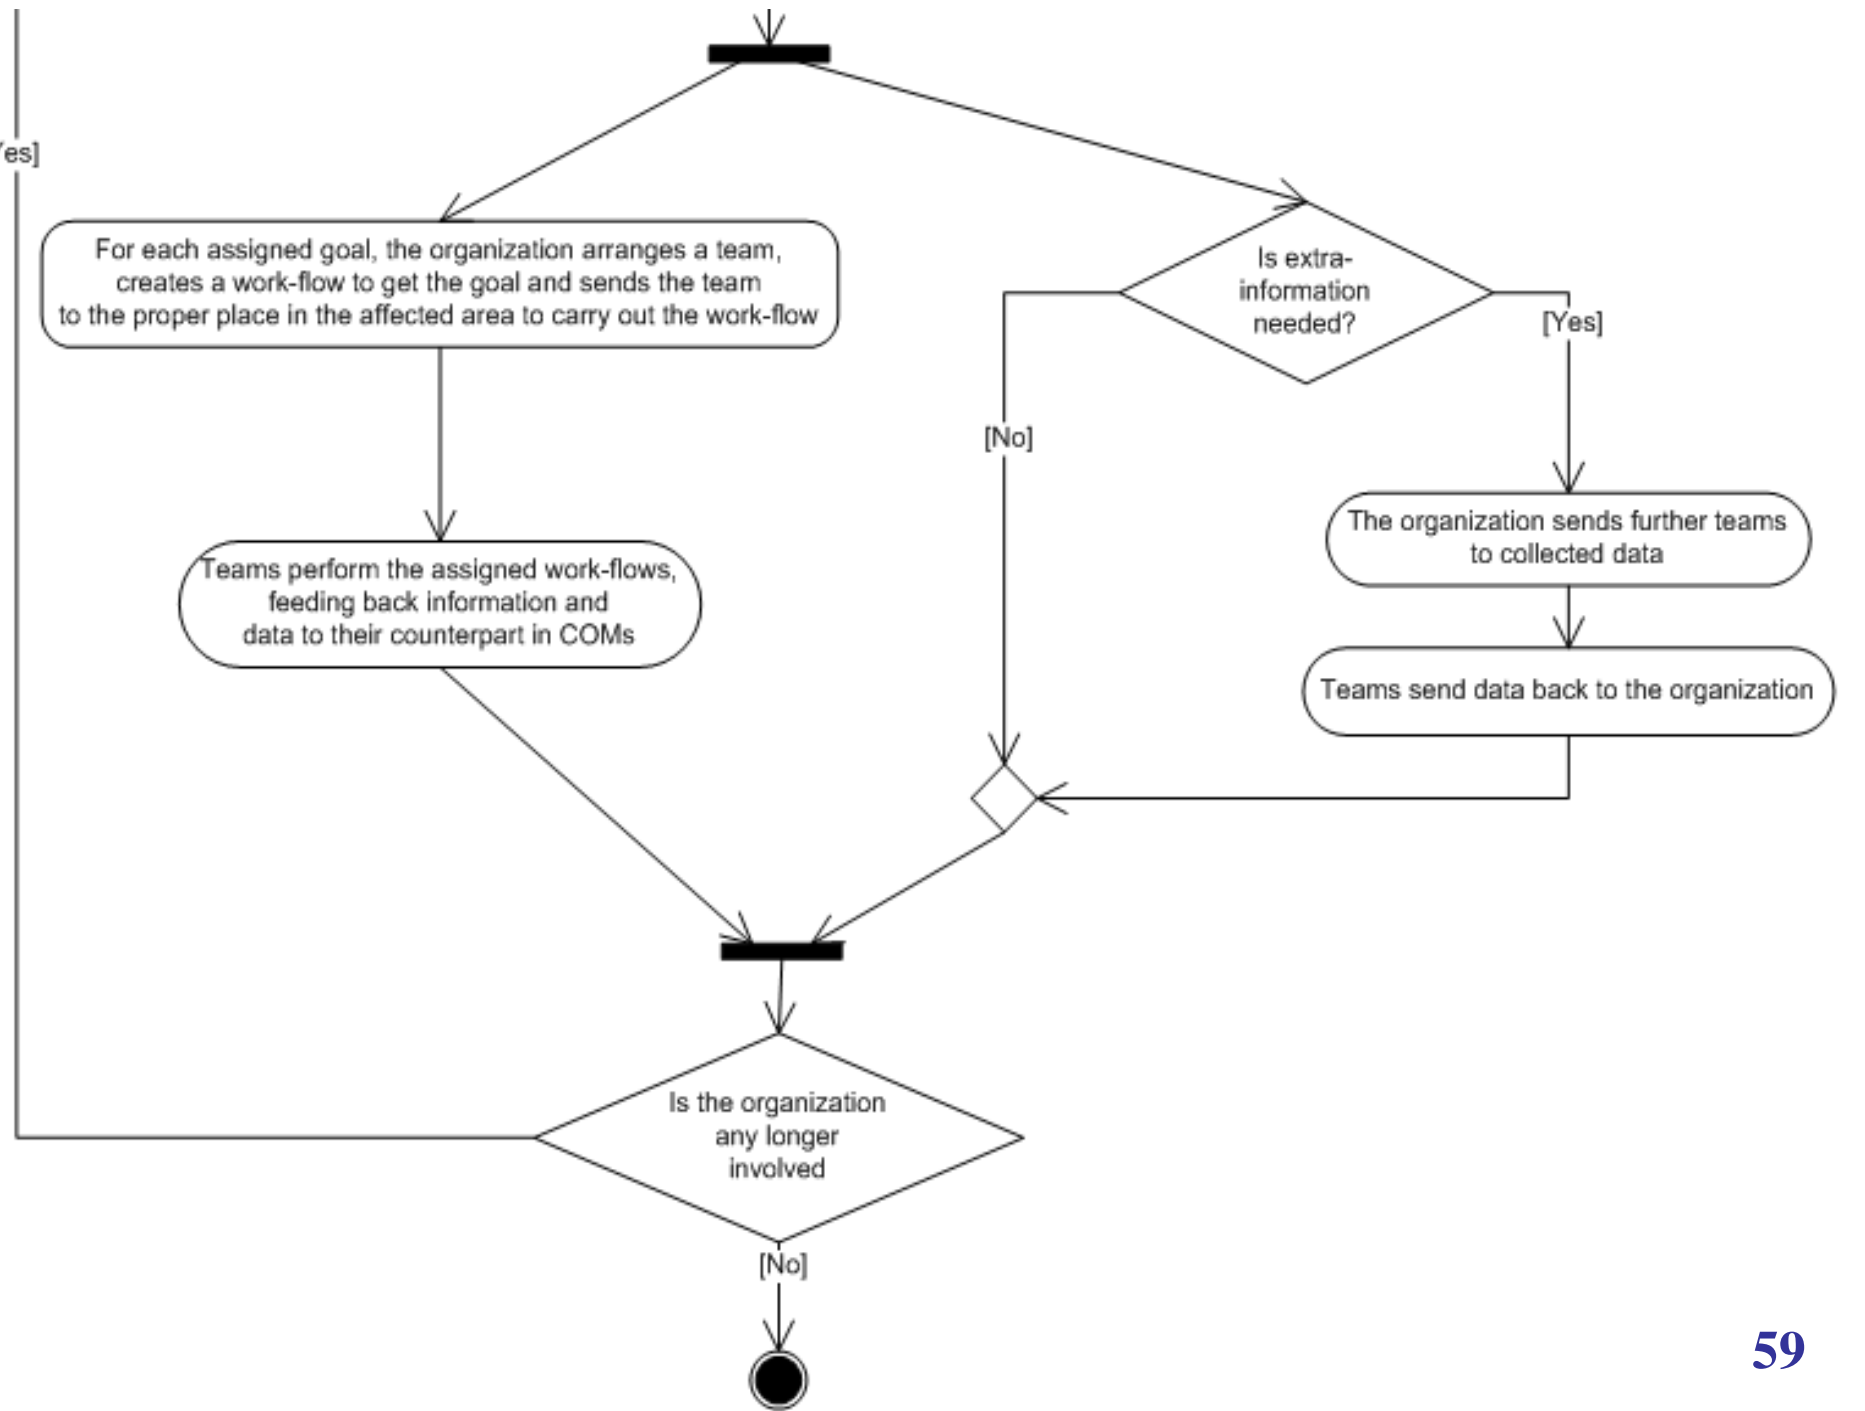 es]
For each assigned goal, the organization arranges a team,
creates a work-flow to get the goal and sends the team
to the proper place in the affected area to carry out the work-flow
Is extra-
information
needed?
[Yes]
[No]
The organization sends further teams
to collected data
Teams perform the assigned work-flows,
feeding back information and
data to their counterpart in COMs
Teams send data back to the organization
Is the organization
any longer
involved
[No]
59